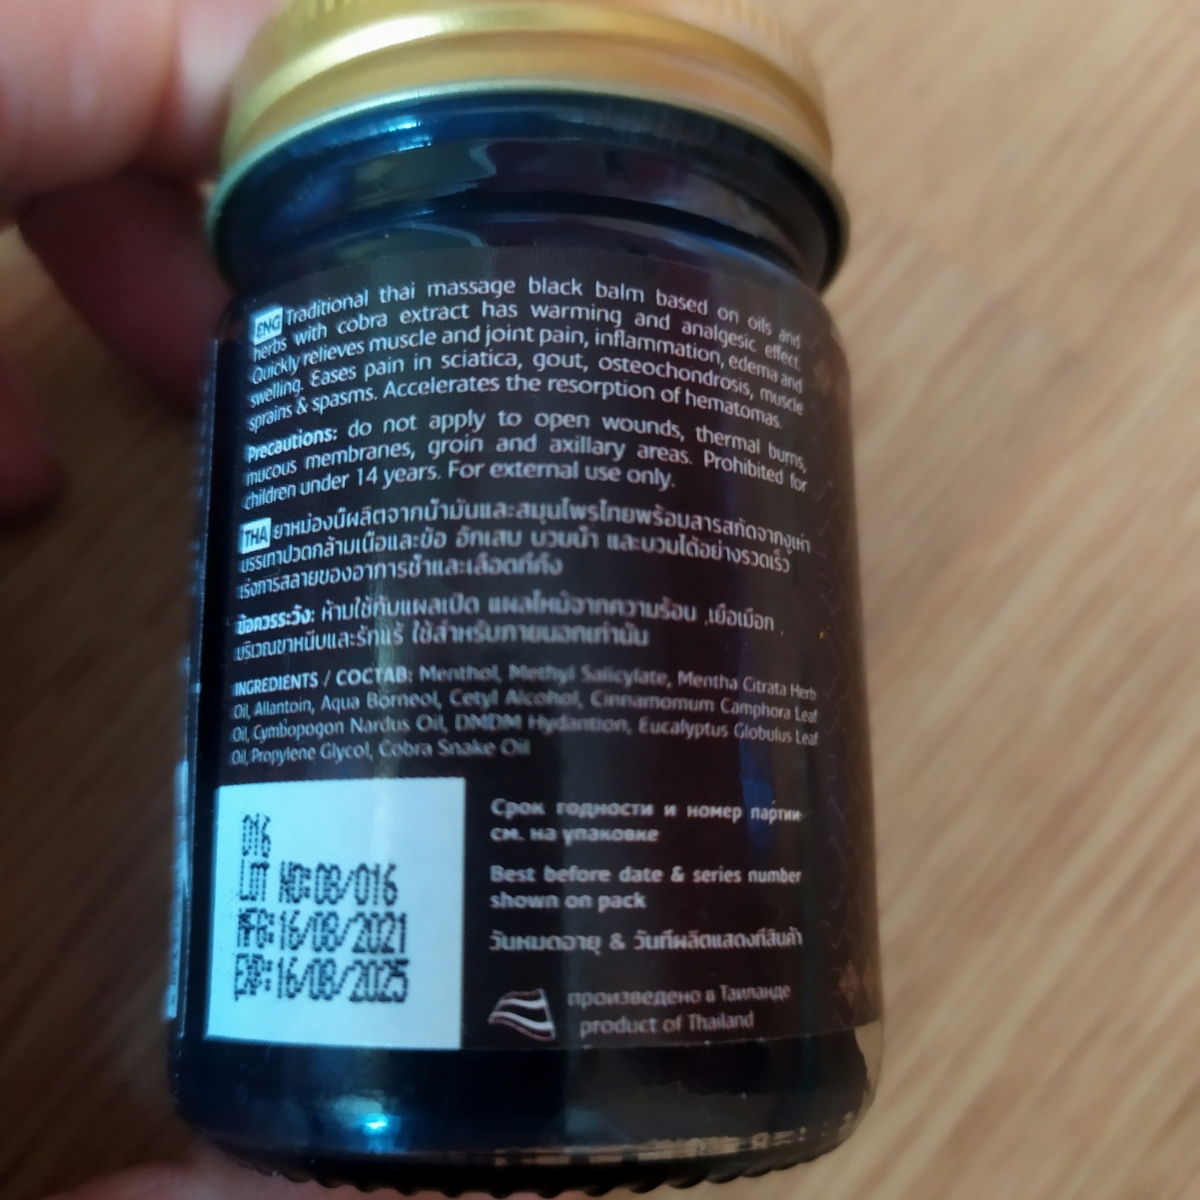 ENG Traditional thai massage black balm based on oils and
herbs with cobra extract has warming and analgesic effect.
Quickly relieves muscle and joint pain, inflammation, edema and
swelling. Eases pain in sciatica, gout, osteochondrosis, muscle
sprains & spasms. Accelerates the resorption of hematomas.
Precautions: do not apply to open wounds, thermal burns,
mucous membranes, groin and axillary areas. Prohibited for
children under 14 years. For external use only.
THA ยาหม่องนี้ผลิตจากน้ำมันและสมุนไพรไทยพร้อมสารสกัดจากงูเห่า
บรรเทาปวดกล้ามเนื้อและข้อ อักเสบ บวมน้ำ และบวมได้อย่างรวดเร็ว
เร่งการสลายของอาการช้ำและเลือดที่คั่ง
ข้อควรระวัง: ห้ามใช้กับแผลเปิด แผลไหม้จากความร้อน ,เยื่อเมือก ,
บริเวณขาหนีบและรักแร้ ใช้สำหรับภายนอกเท่านั้น
INGREDIENTS / СОСТАВ: Menthol, Methyl Salicylate, Mentha Citrata Herb
Oil, Allantoin, Aqua Borneol, Cetyl Alcohol, Cinnamomum Camphora Leaf
Oil, Cymbopogon Nardus Oil, DMDM Hydantion, Eucalyptus Globulus Leaf
Oil, Propylene Glycol, Cobra Snake Oil
016
LOT NO:08/016
MFG:16/08/2021
EXP:16/08/2025
Срок годности и номер партии
см. на упаковке
Best before date & series number
shown on pack
วันหมดอายุ & วันที่ผลิตแสดงที่สินค้า
произведено в Таиланде
product of Thailand